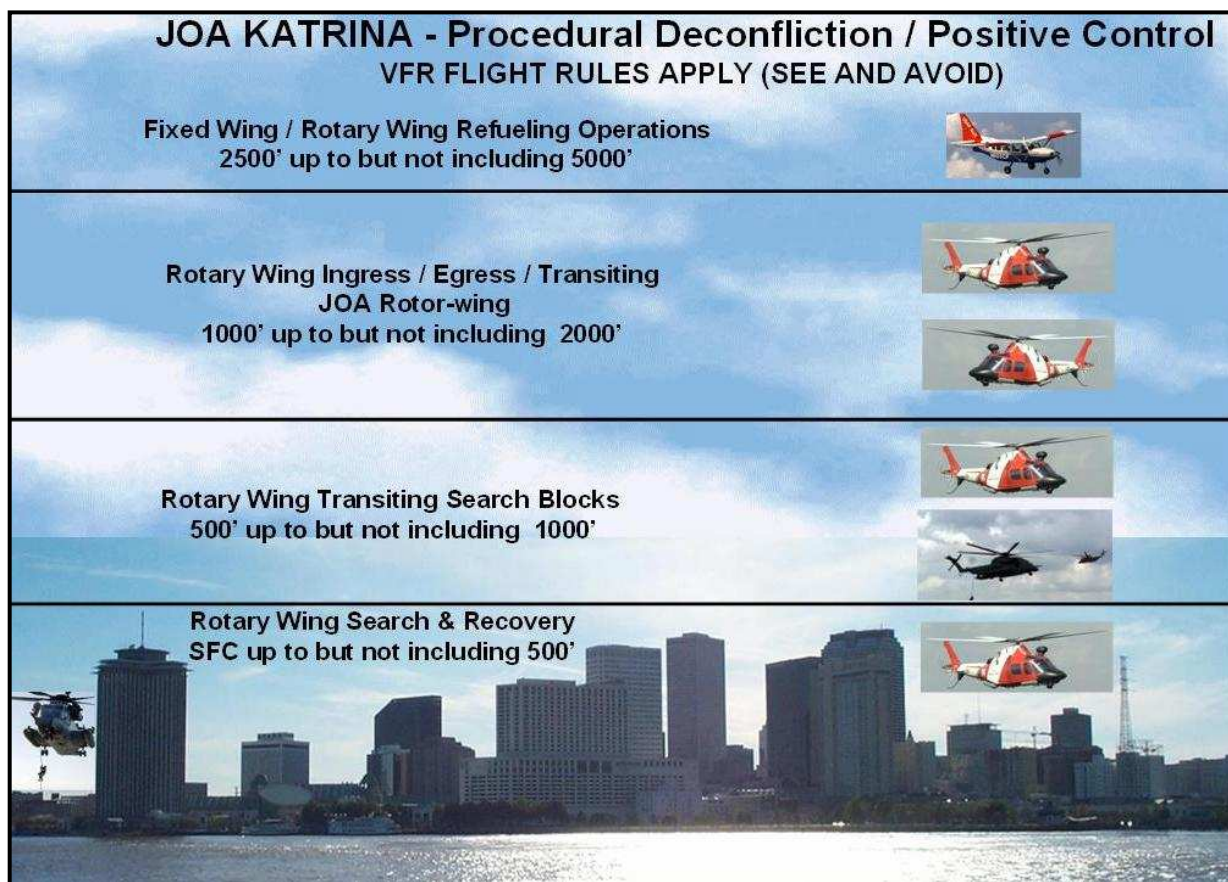 JOA KATRINA - Procedural Deconfliction / Positive Control
VFR FLIGHT RULES APPLY (SEE AND AVOID)
Fixed Wing / Rotary Wing Refueling Operations
2500' up to but not including 5000'
Rotary Wing Ingress / Egress / Transiting
JOA Rotor-wing
1000' up to but not including 2000'
Rotary Wing Transiting Search Blocks
500' up to but not including 1000'
Rotary Wing Search & Recovery
SFC up to but not including 500'